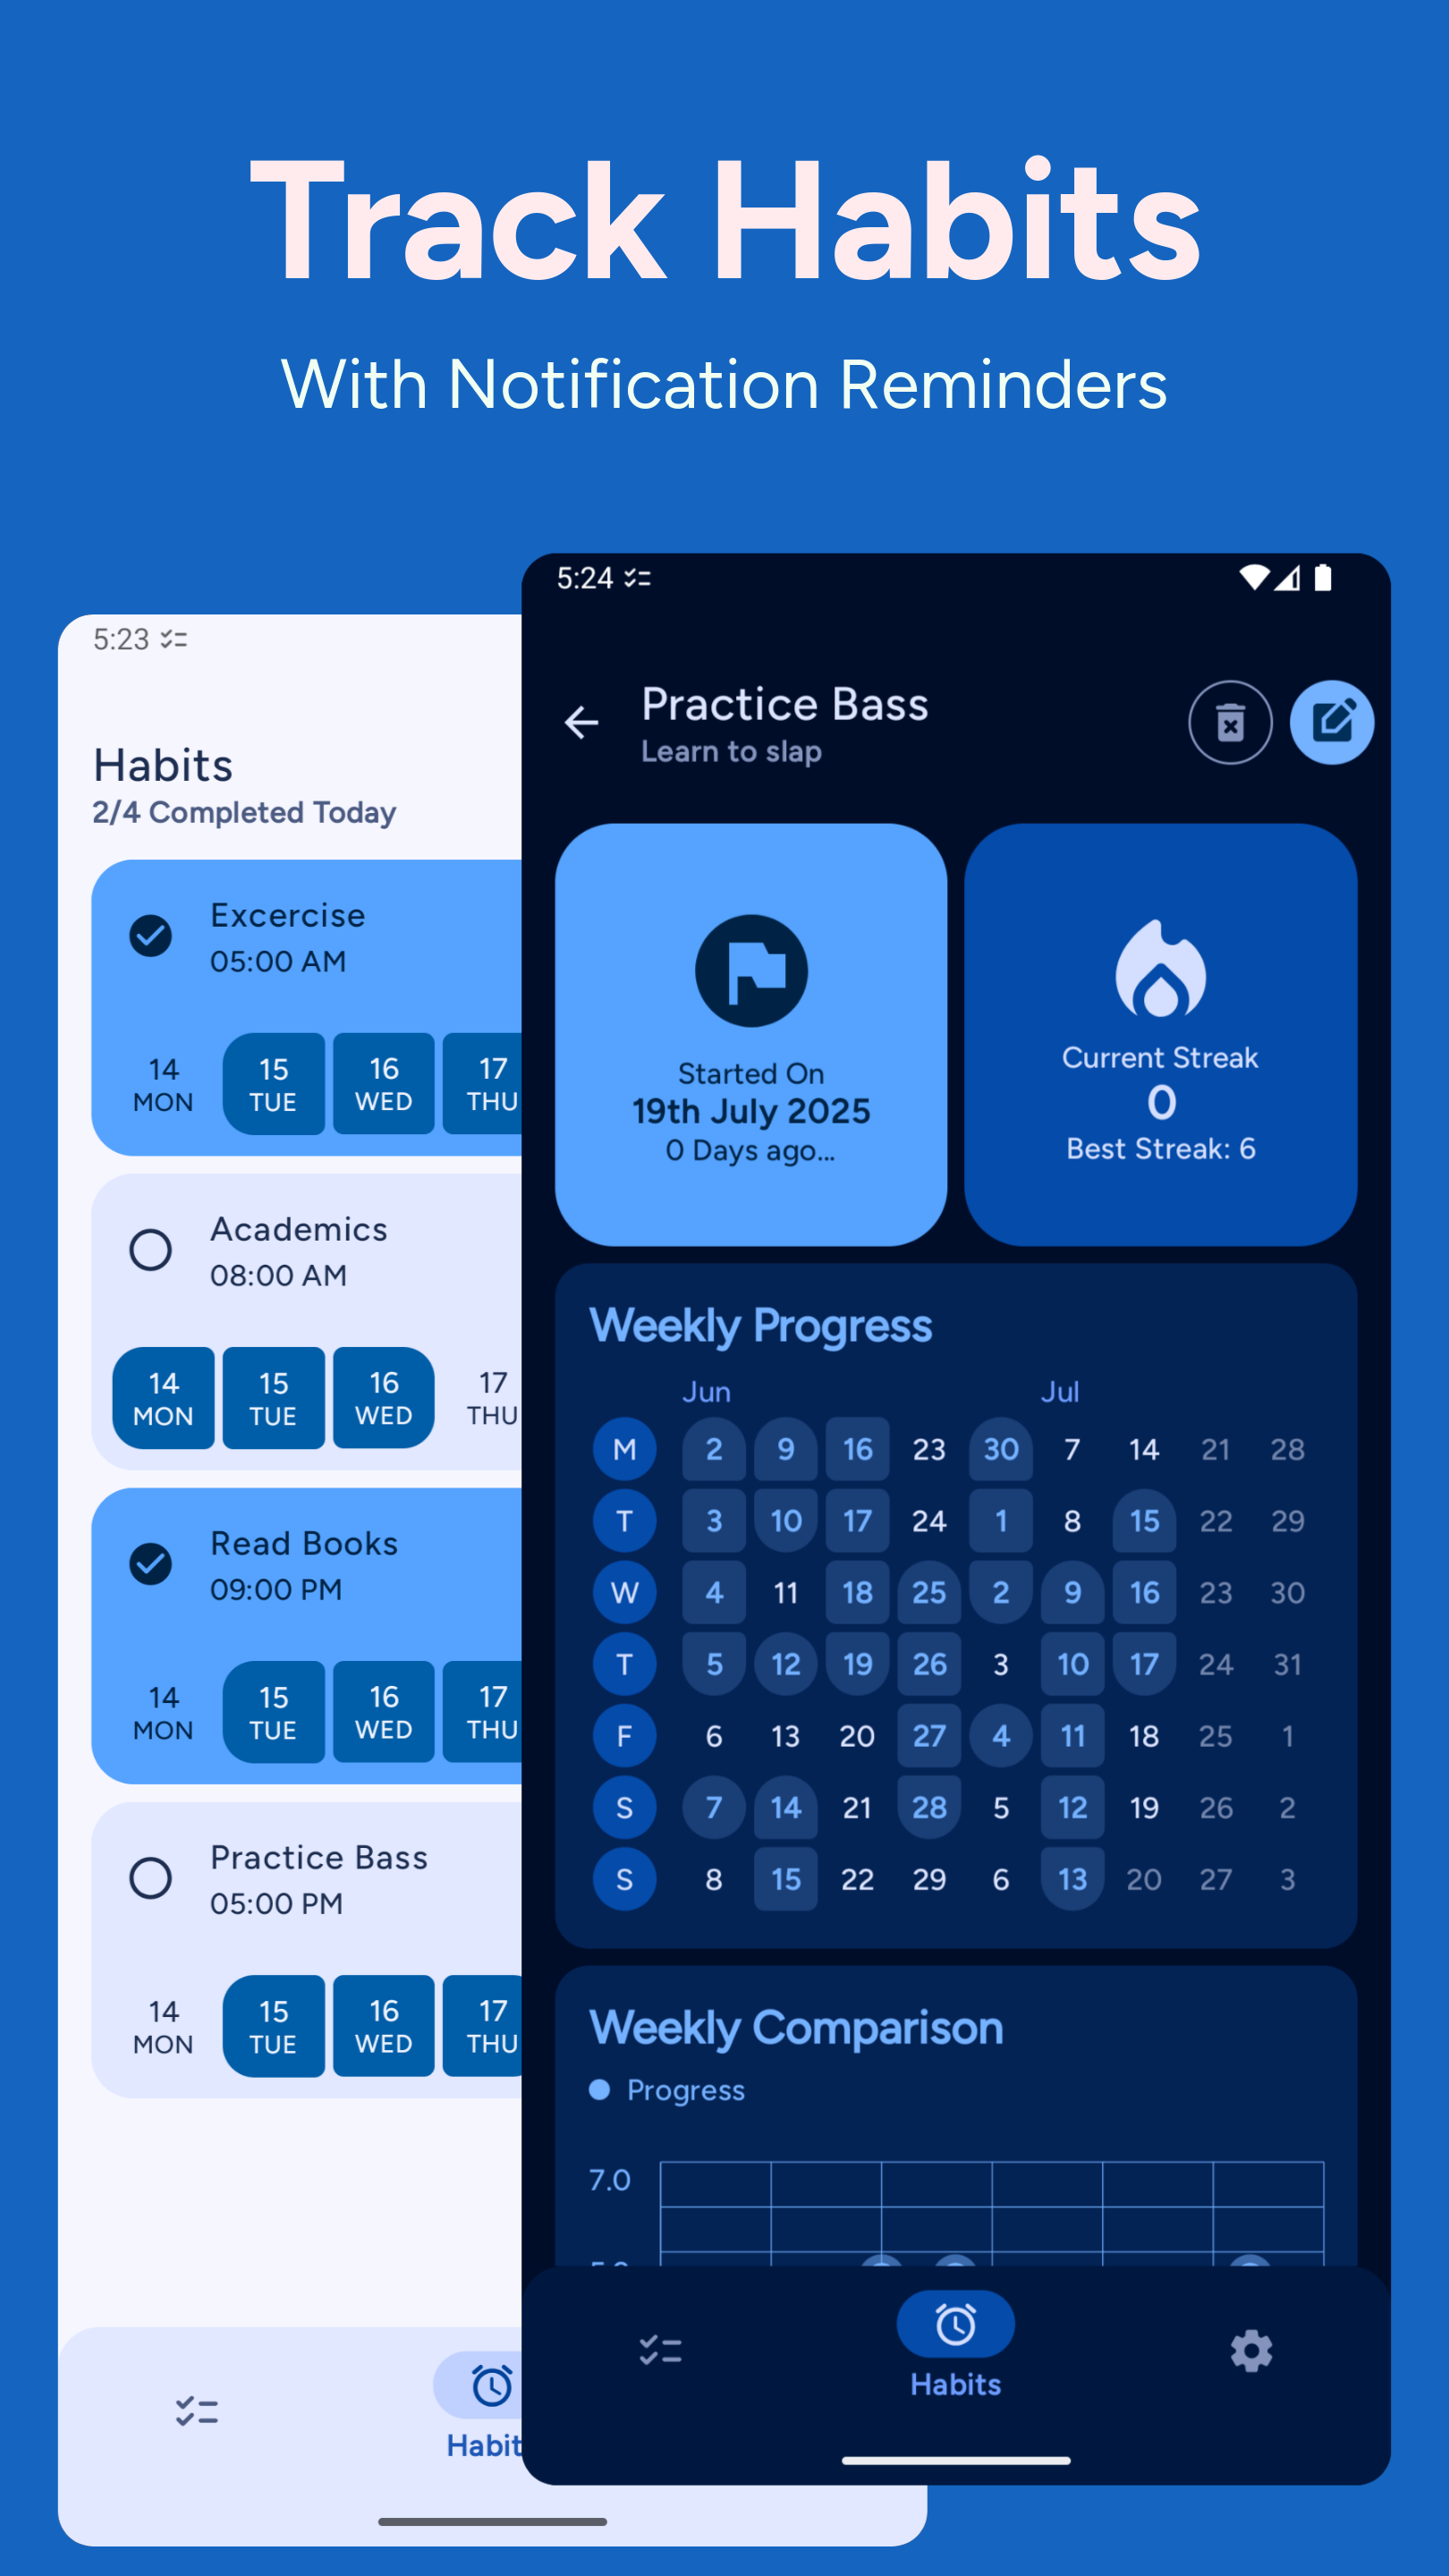 Track Habits
With Notification Reminders
5:23
Habits
2/4 Completed Today
Excercise
05:00 AM
14 15 16 17
MON TUE WED THU
Academics
08:00 AM
14 15 16 17
MON TUE WED THU
Read Books
09:00 PM
14 15 16 17
MON TUE WED THU
Practice Bass
05:00 PM
14 15 16 17
MON TUE WED THU
Habit
5:24
Practice Bass
Learn to slap
Started On
19th July 2025
0 Days ago...
Current Streak
0
Best Streak: 6
Weekly Progress
Jun Jul
M 2 9 16 23 30 7 14 21 28
T 3 10 17 24 1 8 15 22 29
W 4 11 18 25 2 9 16 23 30
T 5 12 19 26 3 10 17 24 31
F 6 13 20 27 4 11 18 25 1
S 7 14 21 28 5 12 19 26 2
S 8 15 22 29 6 13 20 27 3
Weekly Comparison
Progress
7.0
Habits